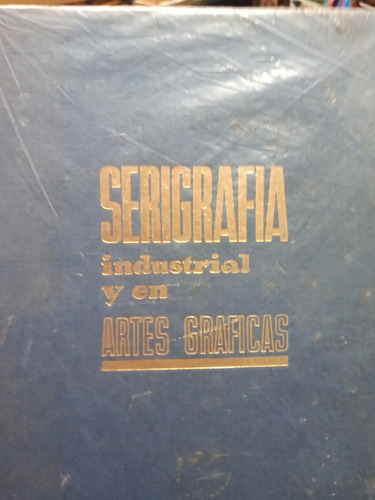 SERIGRAFIA
industrial
y en
ARTES GRAFICAS